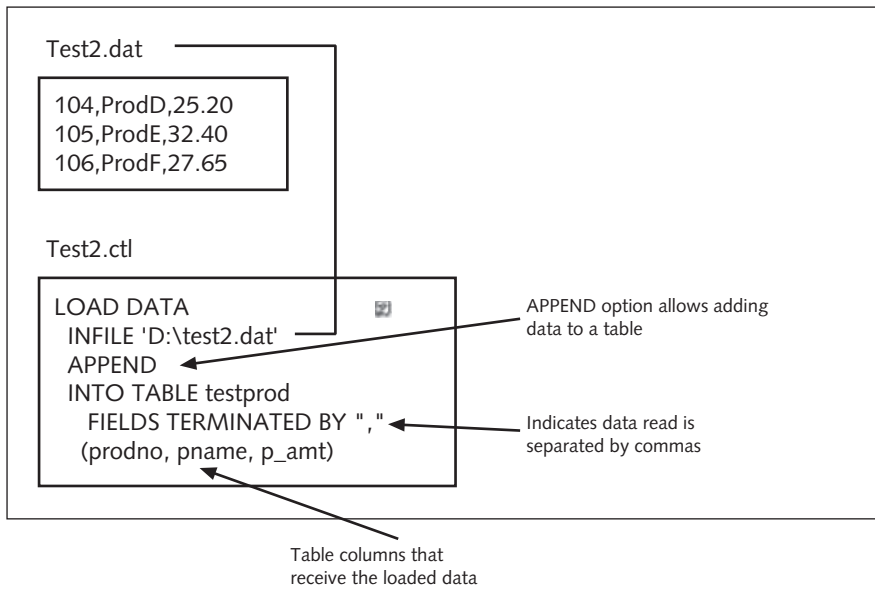 Test2.dat
104,ProdD,25.20
105,ProdE,32.40
106,ProdF,27.65
Test2.ctl
LOAD DATA
INFILE 'D:\test2.dat'
APPEND
INTO TABLE testprod
FIELDS TERMINATED BY ","
(prodno, pname, p_amt)
APPEND option allows adding
data to a table
Indicates data read is
separated by commas
Table columns that
receive the loaded data